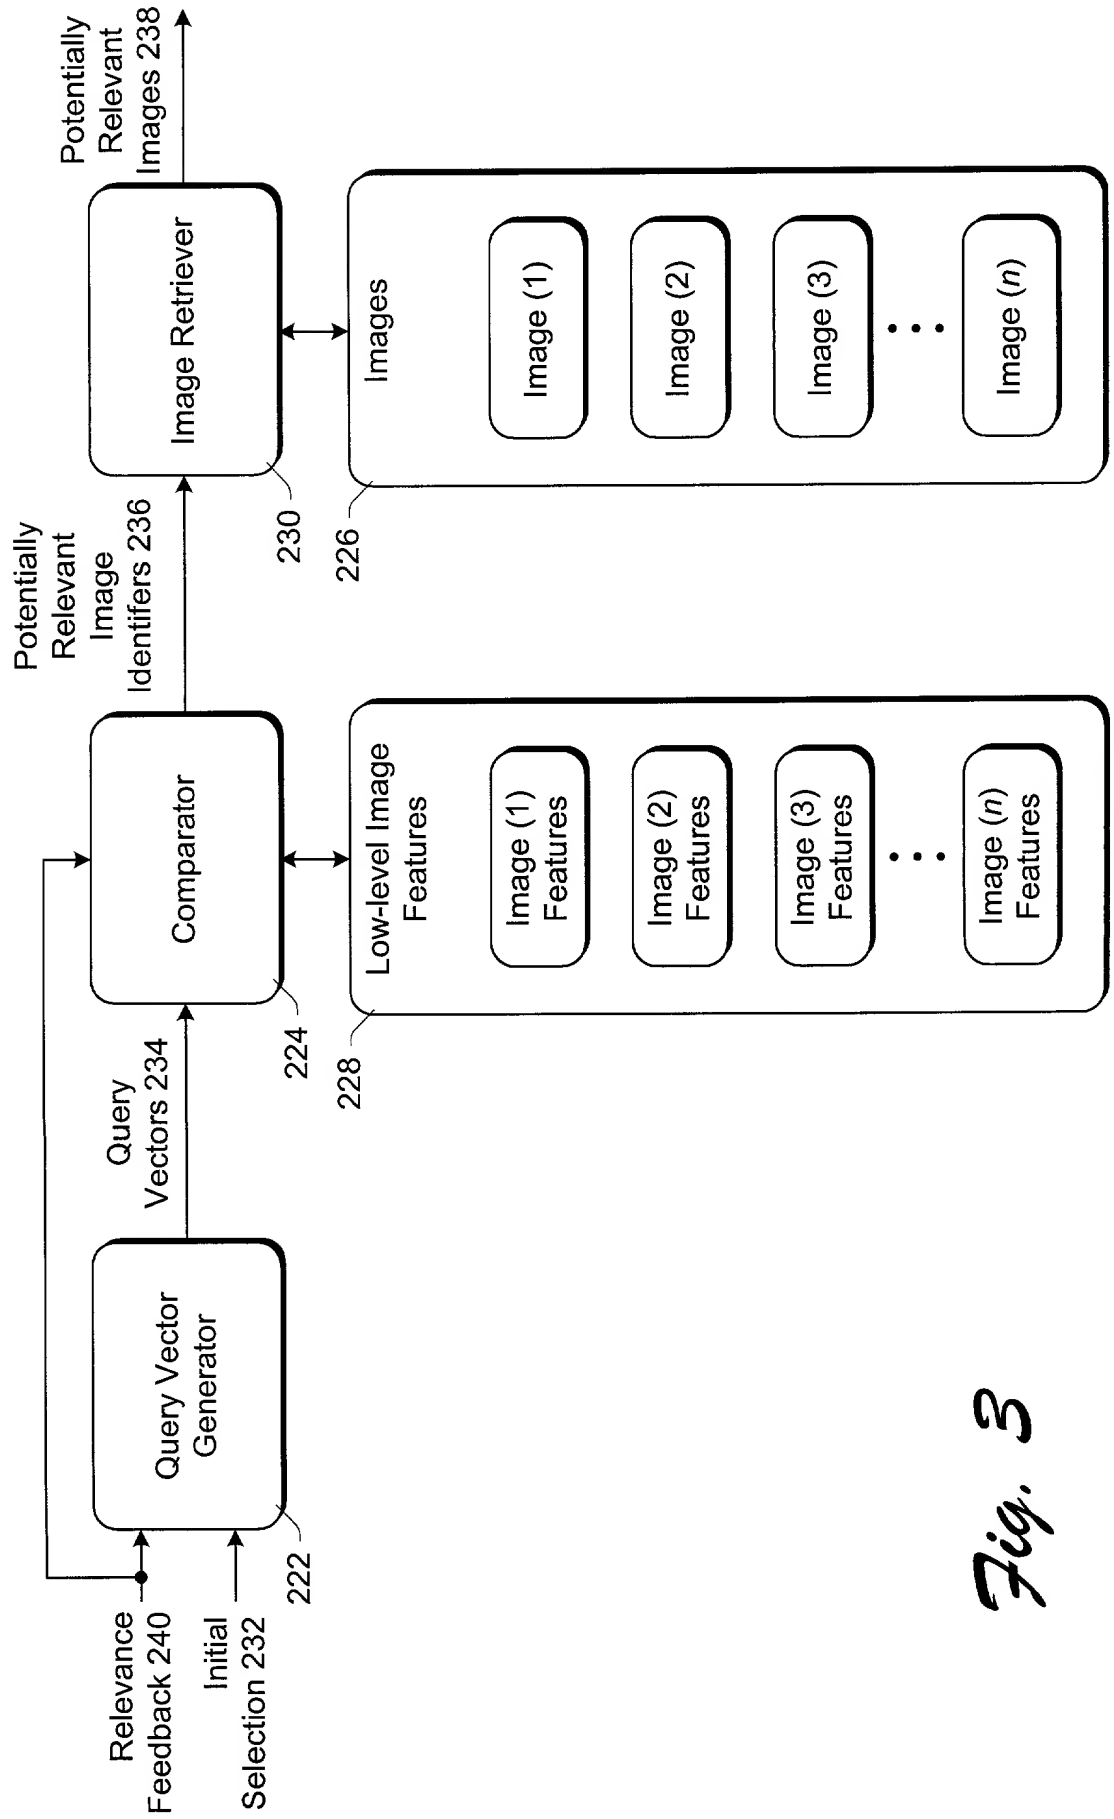 Relevance
Feedback 240
Initial
Selection 232
Query Vector
Generator
222
Query
Vectors 234
Comparator
224
Low-level Image
Features
Image (1)
Features
Image (2)
Features
Image (3)
Features
Image (n)
Features
228
Potentially
Relevant
Image
Identifers 236
Image Retriever
230
Images
Image (1)
Image (2)
Image (3)
Image (n)
226
Potentially
Relevant
Images 238
Fig. 3